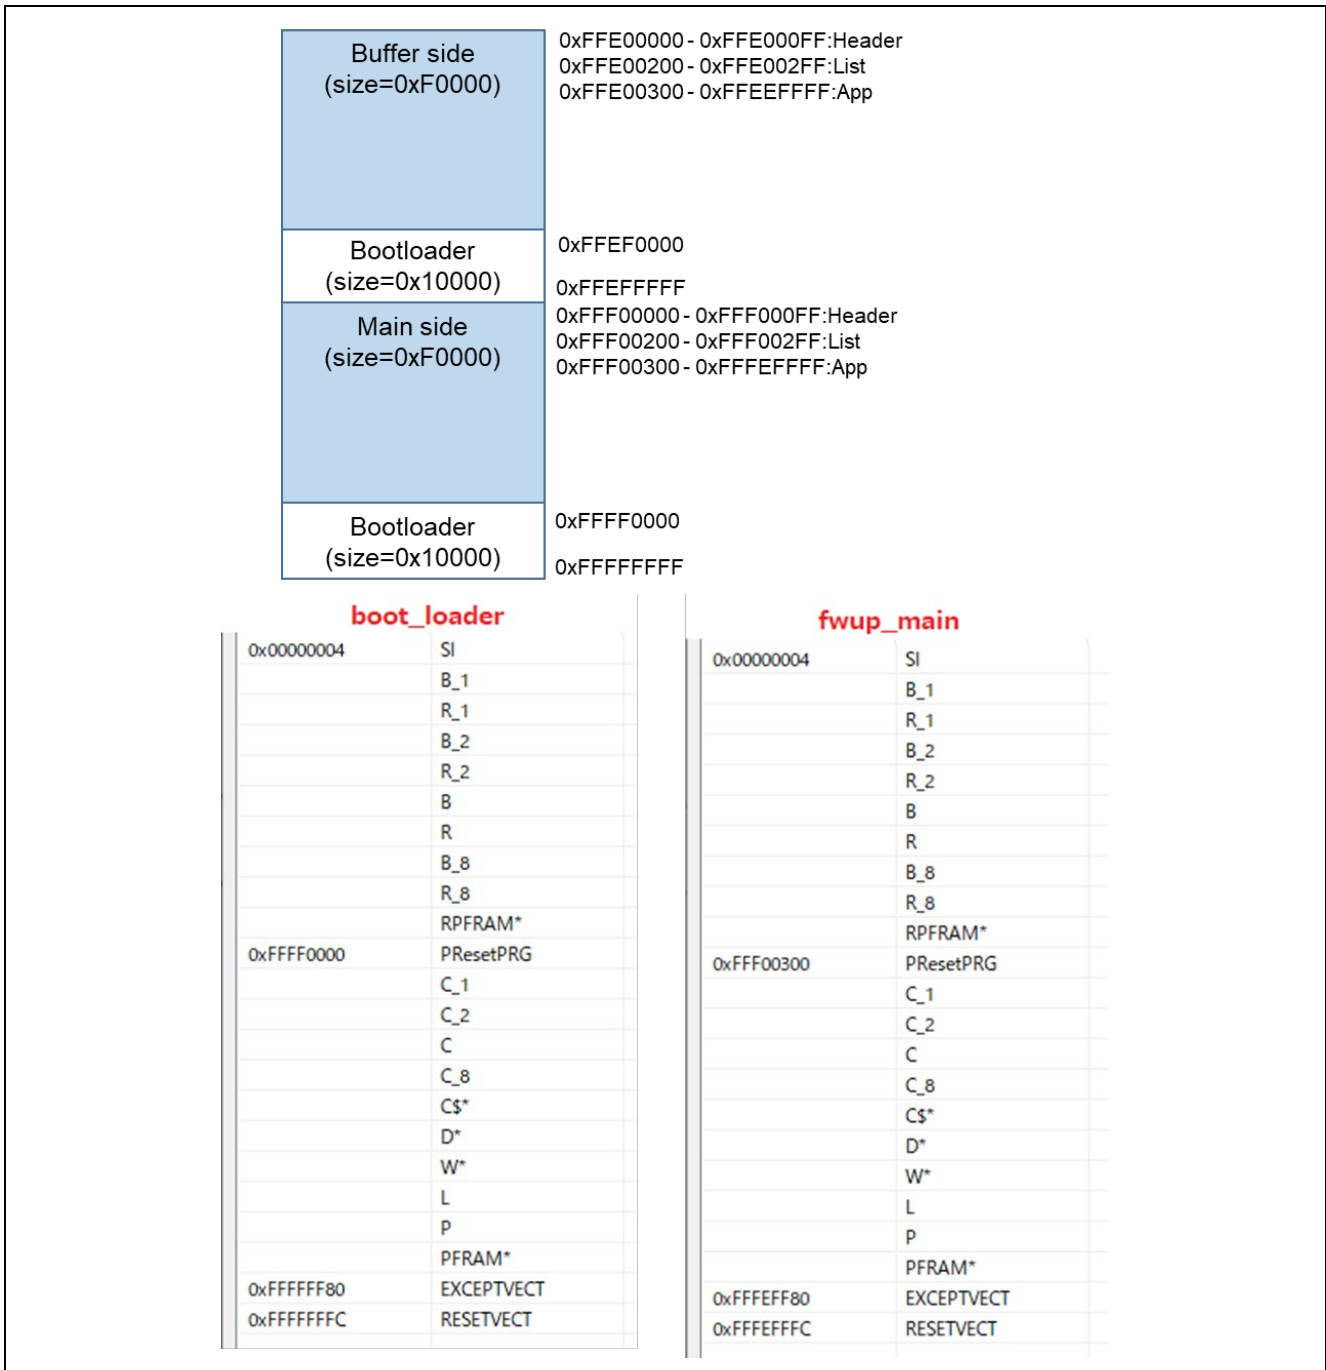 Buffer side
(size=0xF0000)
0xFFE00000 - 0xFFE000FF:Header
0xFFE00200 - 0xFFE002FF:List
0xFFE00300 - 0xFFEEFFFF:App
Bootloader
(size=0x10000)
0xFFEF0000
0xFFEFFFFF
Main side
(size=0xF0000)
0xFFF00000 - 0xFFF000FF:Header
0xFFF00200 - 0xFFF002FF:List
0xFFF00300 - 0xFFFEFFFF:App
Bootloader
(size=0x10000)
0xFFFF0000
0xFFFFFFFF
boot_loader
0x00000004 SI
B_1
R_1
B_2
R_2
B
R
B_8
R_8
RPFRAM*
0xFFFF0000 PResetPRG
C_1
C_2
C
C_8
C$*
D*
W*
L
P
PFRAM*
0xFFFFFF80 EXCEPTVECT
0xFFFFFFFC RESETVECT
fwup_main
0x00000004 SI
B_1
R_1
B_2
R_2
B
R
B_8
R_8
RPFRAM*
0xFFF00300 PResetPRG
C_1
C_2
C
C_8
C$*
D*
W*
L
P
PFRAM*
0xFFFEFF80 EXCEPTVECT
0xFFFEFFFC RESETVECT